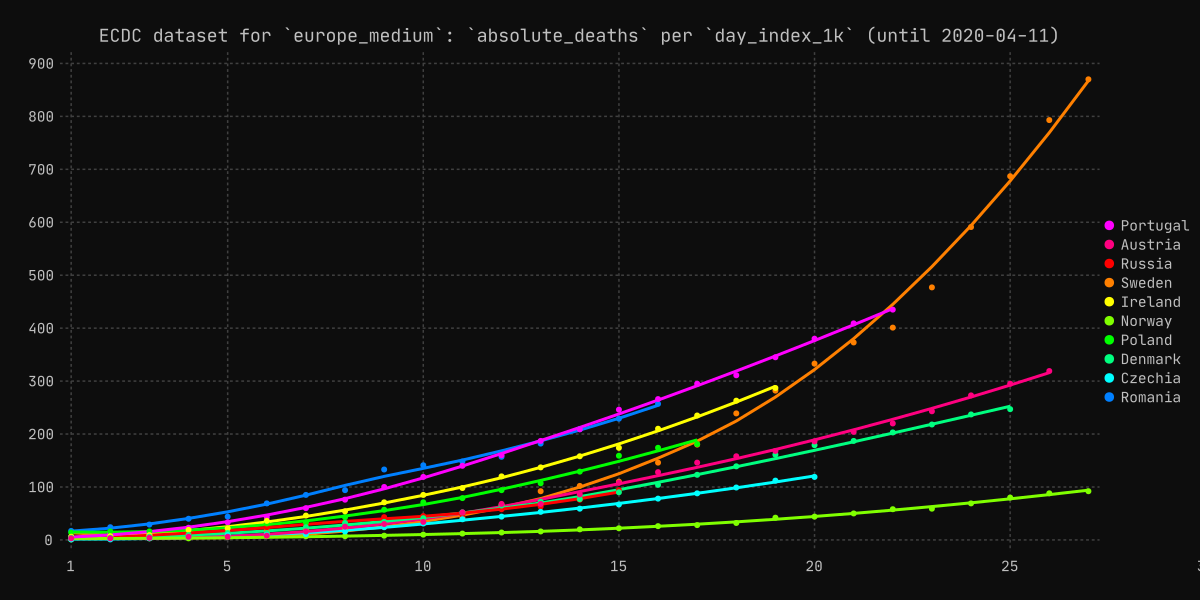 ECDC dataset for `europe_medium`: `absolute_deaths` per `day_index_1k` (until 2020-04-11)
900
800
700
600
500
400
300
200
100
0
1 5 10 15 20 25
Portugal
Austria
Russia
Sweden
Ireland
Norway
Poland
Denmark
Czechia
Romania